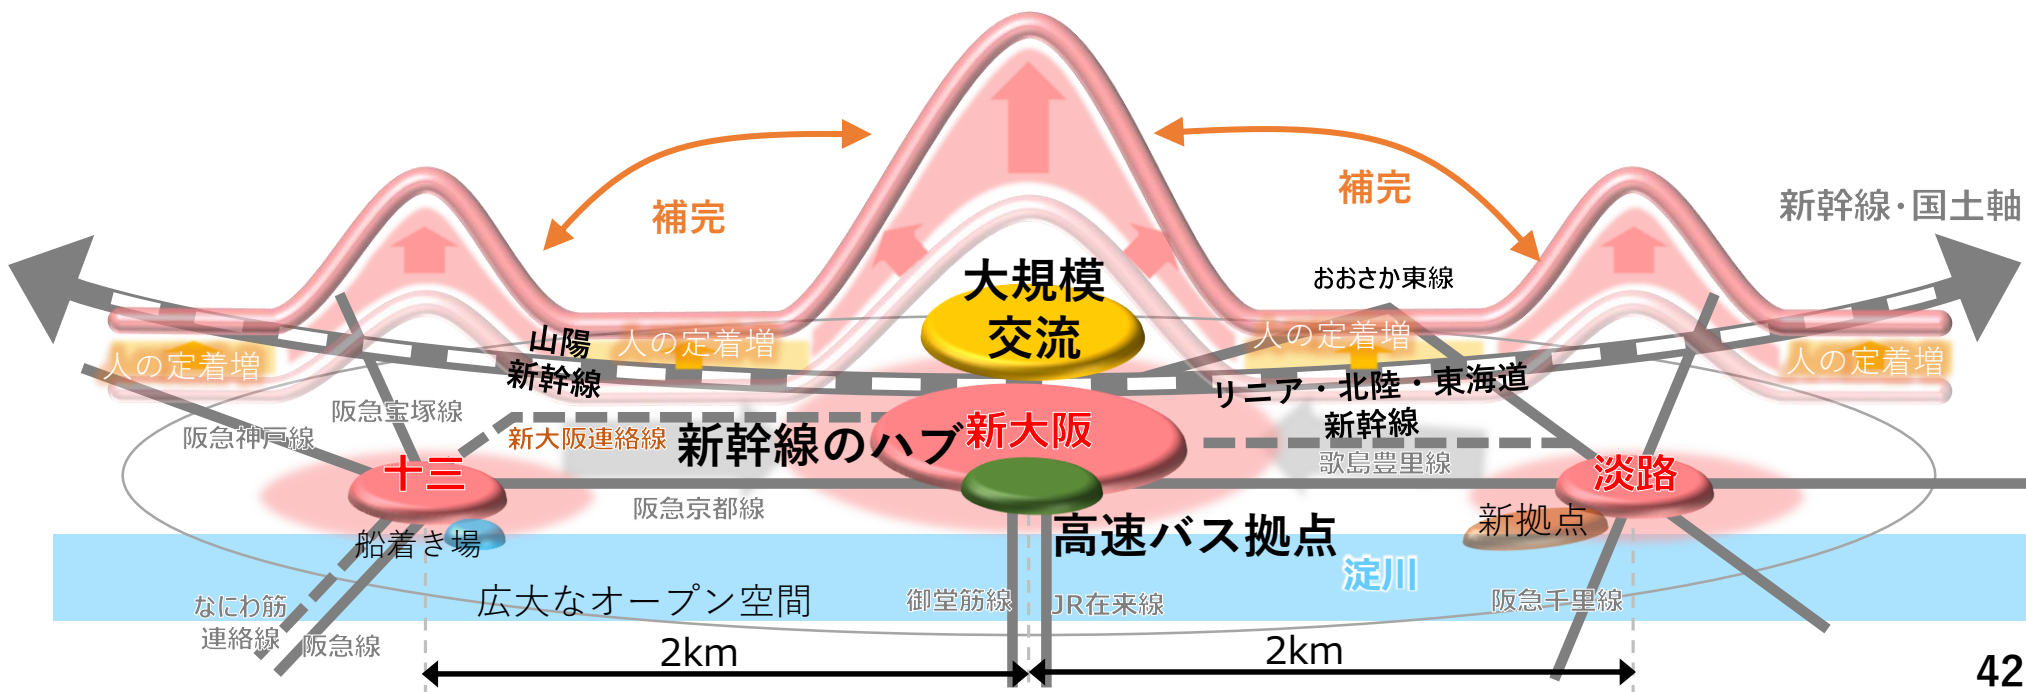 補完
補完
新幹線・国土軸
大規模
交流
おおさか東線
人の定着増
山陽
新幹線
人の定着増
人の定着増
リニア・北陸・東海道
新幹線
人の定着増
阪急宝塚線
阪急神戸線
新大阪連絡線
新幹線のハブ
新大阪
歌島豊里線
十三
淡路
阪急京都線
船着き場
高速バス拠点
新拠点
淀川
広大なオープン空間
なにわ筋
連絡線
阪急線
御堂筋線
JR在来線
阪急千里線
2km
2km
42